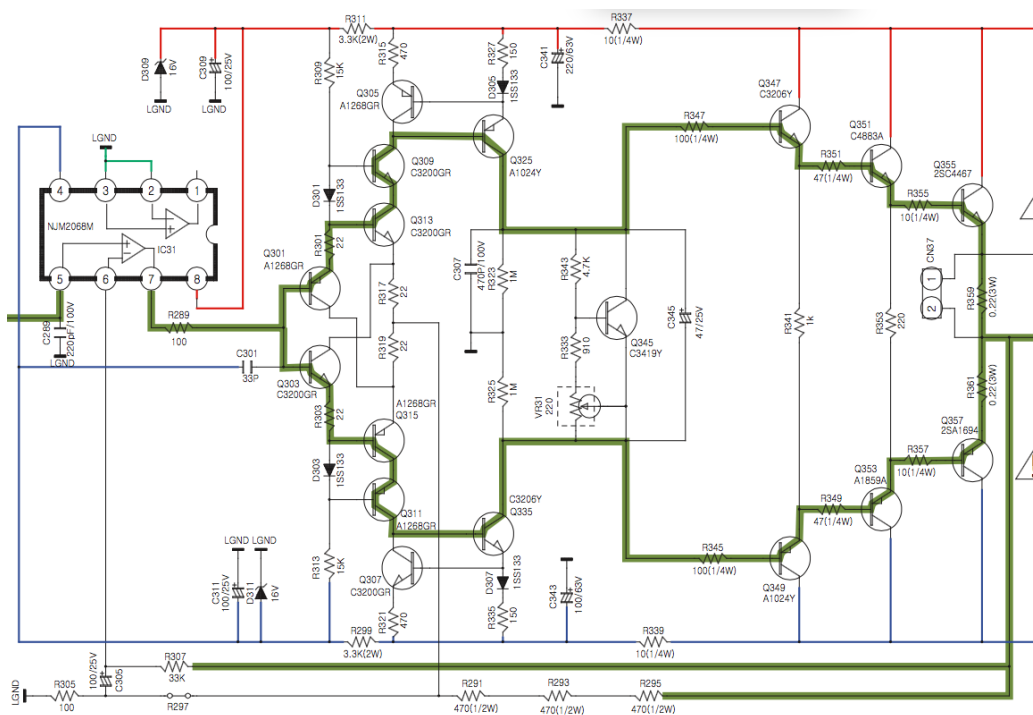 R311
3.3K(2W)
R337
10(1/4W)
D309
16V
C309
100/25V
+
R309
15K
R315
470
R327
150
D305
1SS133
C341
220/63V
+
LGND
LGND
Q305
A1268GR
Q347
C3206Y
LGND
Q309
C3200GR
Q325
A1024Y
R347
100(1/4W)
Q351
C4883A
R351
47(1/4W)
Q355
2SC4467
4
3
2
1
D301
1SS133
R355
10(1/4W)
NJM2068M
IC31
Q313
C3200GR
R301
22
Q301
A1268GR
C307
470P/100V
R323
1M
R343
4.7K
CN37
1
2
5
6
7
8
R317
22
C345
47/25V
+
R359
0.22(3W)
R289
100
C289
220pF/100V
LGND
Q345
C3419Y
R341
1k
R353
220
C301
33P
R319
22
R333
910
Q303
C3200GR
R325
1M
VR31
220
R361
0.22(3W)
R303
22
A1268GR
Q315
Q357
2SA1694
D303
1SS133
R357
10(1/4W)
Q353
A1859A
Q311
A1268GR
C3206Y
Q335
R349
47(1/4W)
LGND
LGND
R313
15K
C311
100/25V
+
D311
16V
Q307
C3200GR
D307
1SS133
R345
100(1/4W)
Q349
A1024Y
C343
100/63V
R321
470
R335
150
R299
3.3K(2W)
R339
10(1/4W)
R307
33K
C305
100/25V
+
LGND
R305
100
R297
R291
470(1/2W)
R293
470(1/2W)
R295
470(1/2W)